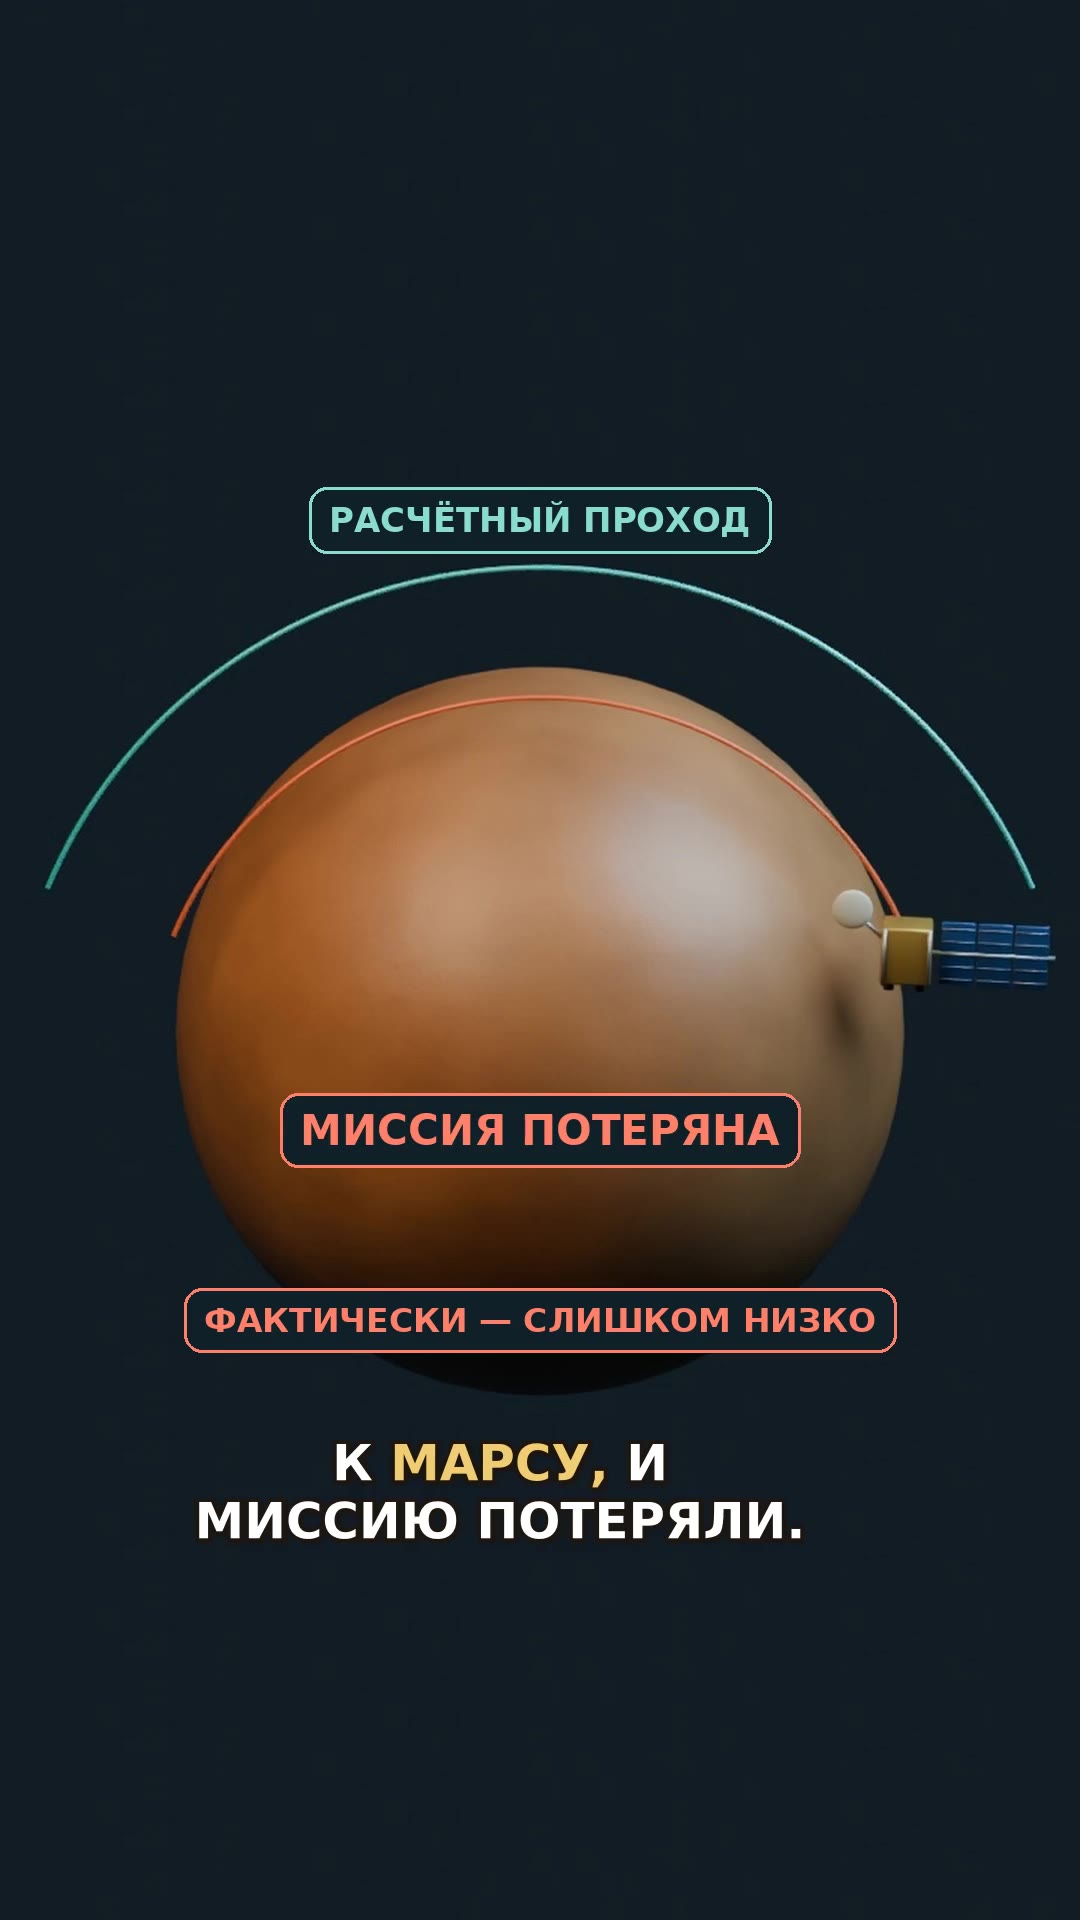 РАСЧЁТНЫЙ ПРОХОД
МИССИЯ ПОТЕРЯНА
ФАКТИЧЕСКИ — СЛИШКОМ НИЗКО
К МАРСУ, И
МИССИЮ ПОТЕРЯЛИ.